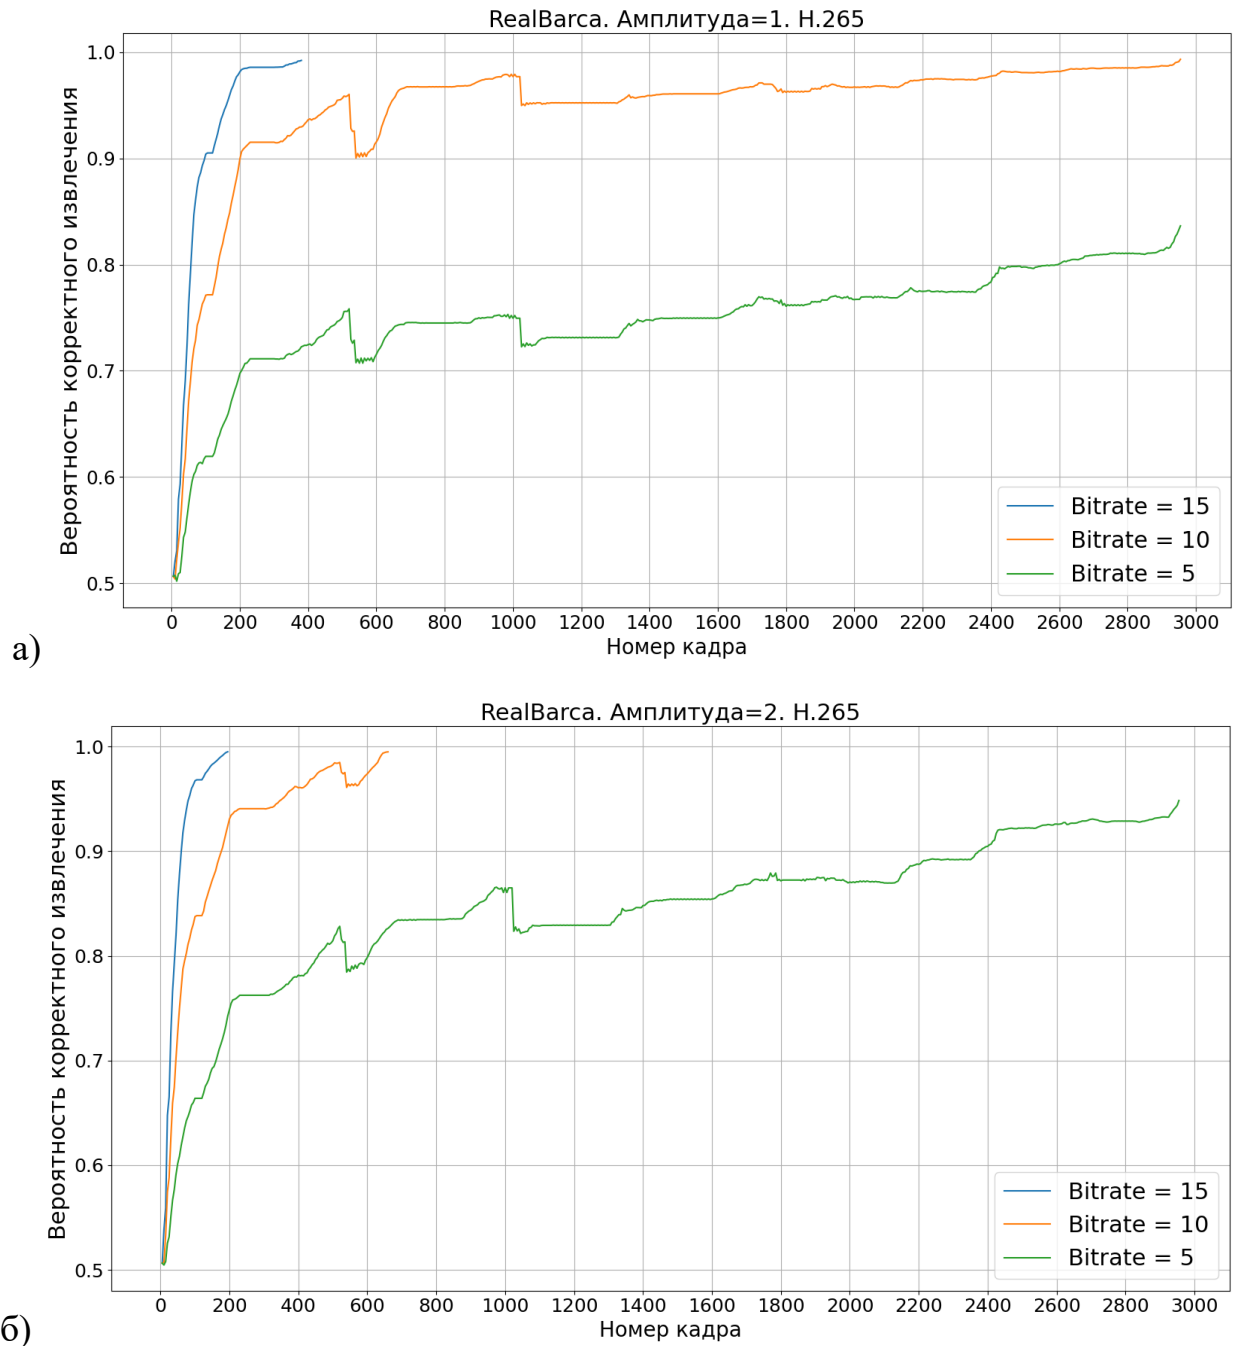 RealBarca. Амплитуда=1. H.265
Вероятность корректного извлечения
1.0
0.9
0.8
0.7
0.6
0.5
Bitrate = 15
Bitrate = 10
Bitrate = 5
0 200 400 600 800 1000 1200 1400 1600 1800 2000 2200 2400 2600 2800 3000
Номер кадра
а)
RealBarca. Амплитуда=2. H.265
Вероятность корректного извлечения
1.0
0.9
0.8
0.7
0.6
0.5
Bitrate = 15
Bitrate = 10
Bitrate = 5
0 200 400 600 800 1000 1200 1400 1600 1800 2000 2200 2400 2600 2800 3000
Номер кадра
б)